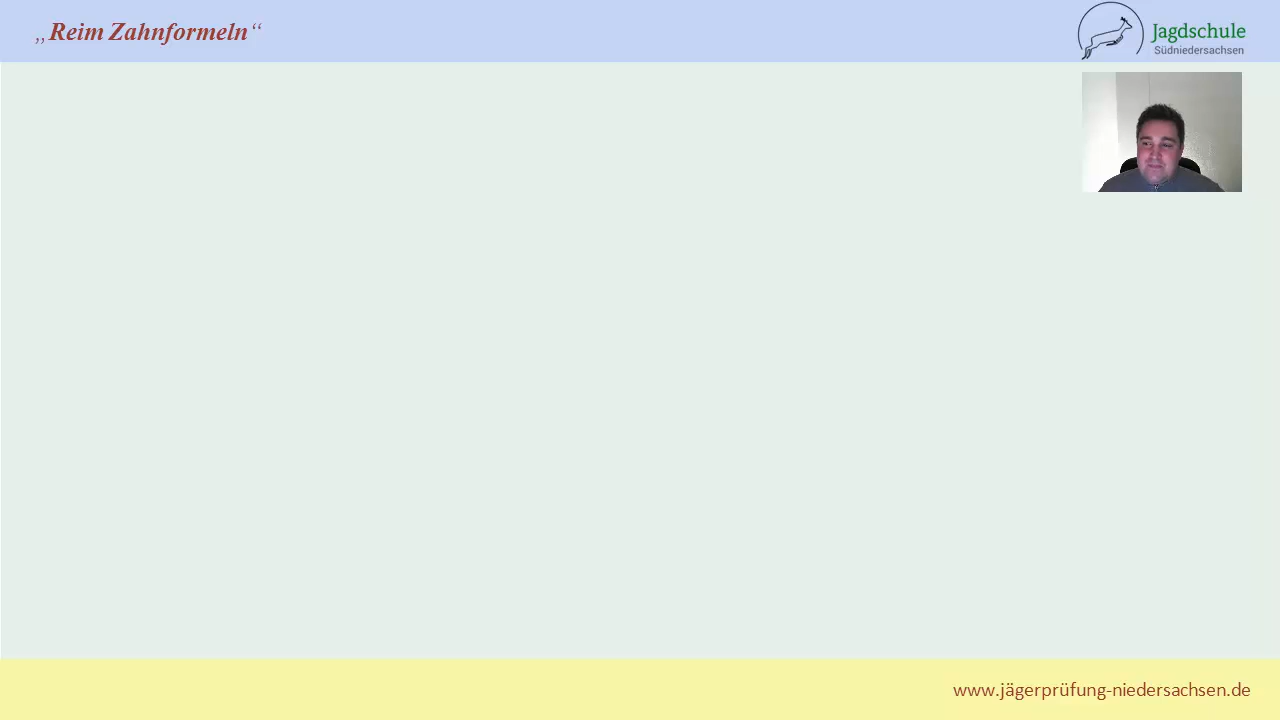 „Reim Zahnformeln“
Jagdschule
Südniedersachsen
www.jägerprüfung-niedersachsen.de